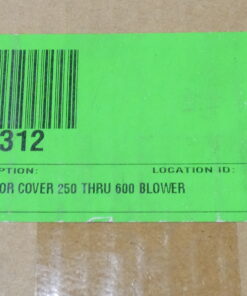 312
PTION: LOCATION ID:
OR COVER 250 THRU 600 BLOWER